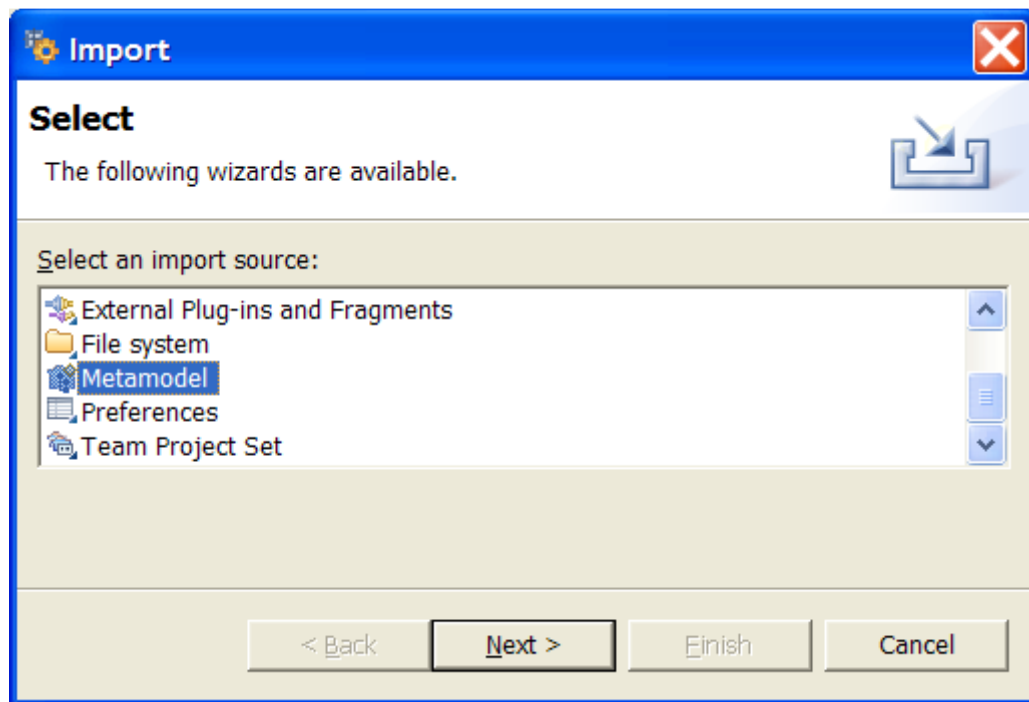 Import
Select
The following wizards are available.
Select an import source:
External Plug-ins and Fragments
File system
Metamodel
Preferences
Team Project Set
< Back Next > Finish Cancel